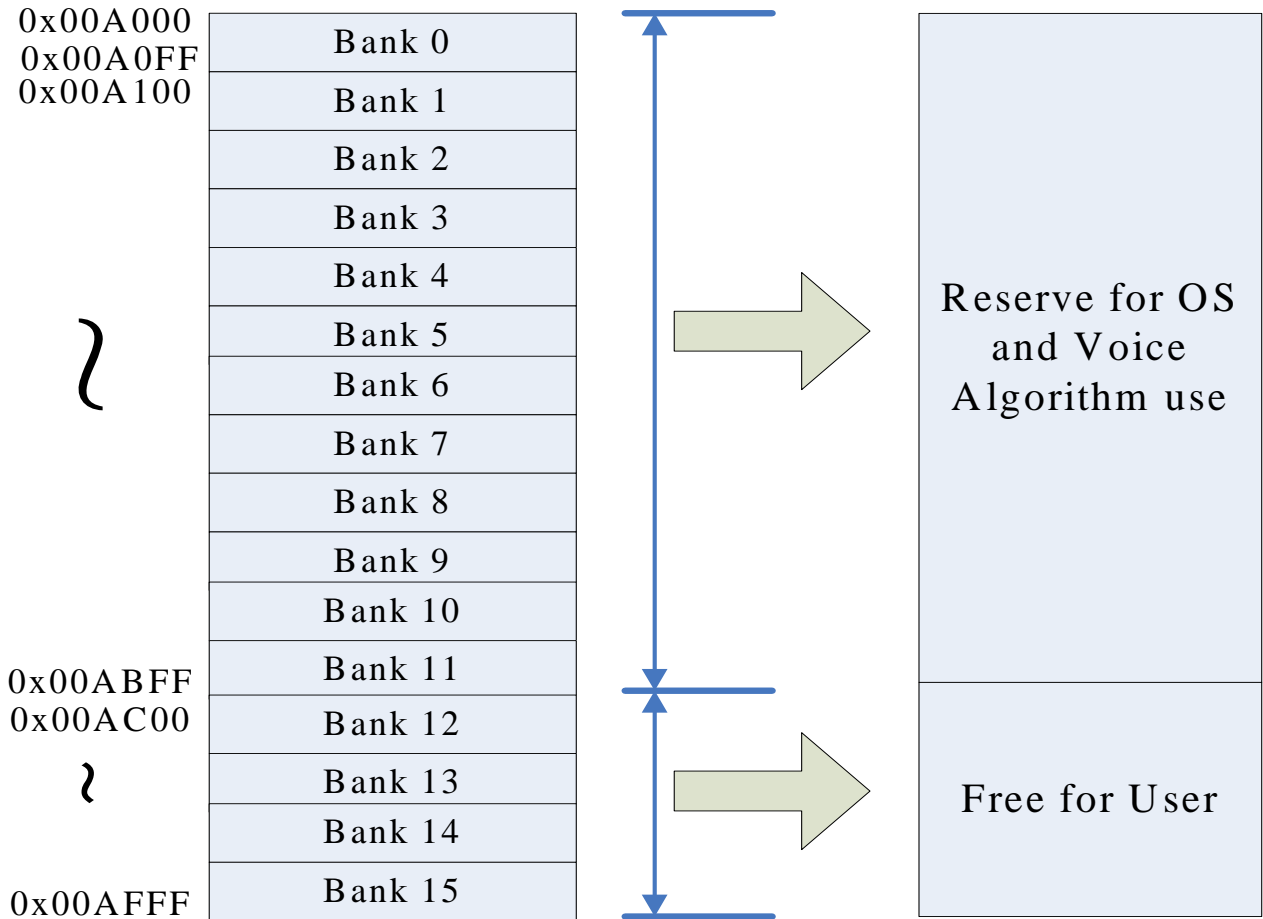 0x00A000
0x00A0FF
0x00A100
~
0x00ABFF
0x00AC00
~
0x00AFFF
Bank 0
Bank 1
Bank 2
Bank 3
Bank 4
Bank 5
Bank 6
Bank 7
Bank 8
Bank 9
Bank 10
Bank 11
Bank 12
Bank 13
Bank 14
Bank 15
Reserve for OS
and Voice
Algorithm use
Free for User